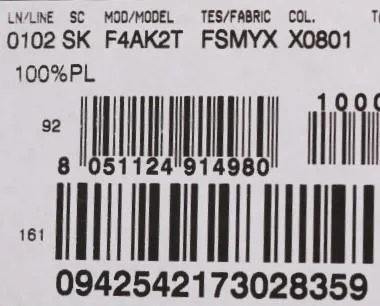 LN/LINE SC MOD/MODEL TES/FABRIC COL.
0102 SK F4AK2T FSMYX X0801
100%PL
1000
92
8 051124 914980
161
0942542173028359